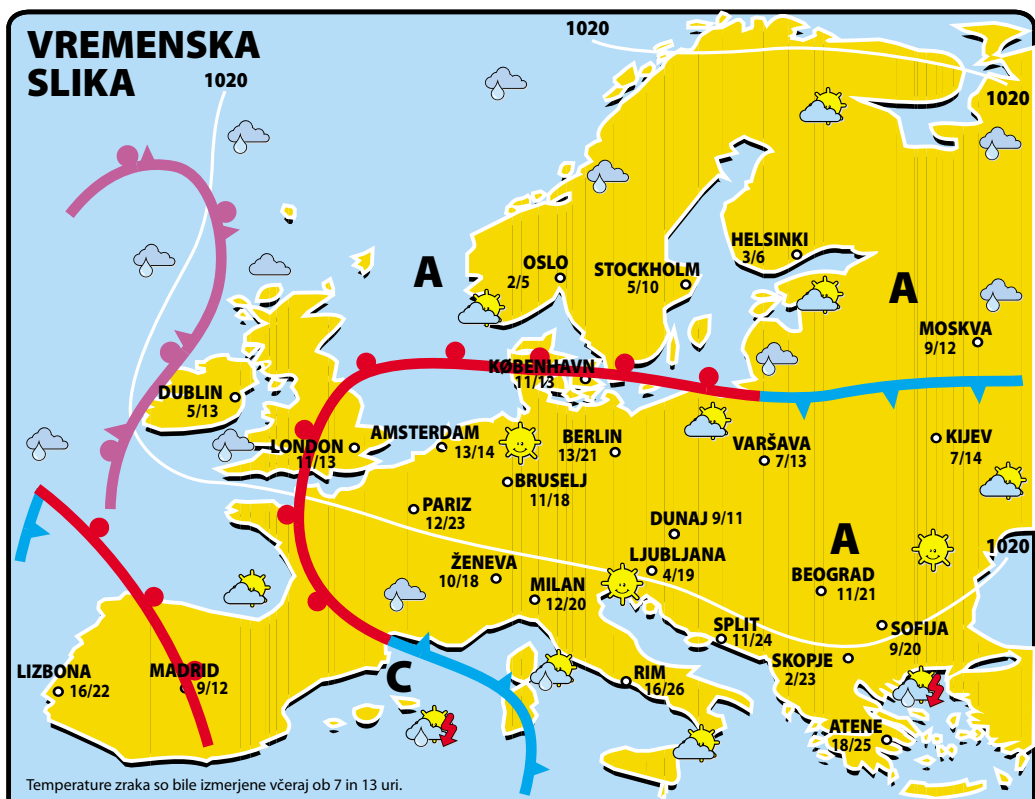 VREMENSKA
SLIKA
1020
1020
1020
A
HELSINKI
3/6
OSLO
2/5
STOCKHOLM
5/10
A
MOSKVA
9/12
KØBENHAVN
11/13
DUBLIN
5/13
LONDON
11/13
AMSTERDAM
13/14
BERLIN
13/21
VARŠAVA
7/13
KIJEV
7/14
BRUSELJ
11/18
PARIZ
12/23
DUNAJ 9/11
LJUBLJANA
4/19
A
1020
ŽENEVA
10/18
MILAN
12/20
BEOGRAD
11/21
SPLIT
11/24
SOFIJA
9/20
LIZBONA
16/22
MADRID
9/12
C
RIM
16/26
SKOPJE
2/23
ATENE
18/25
Temperature zraka so bile izmerjene včeraj ob 7 in 13 uri.